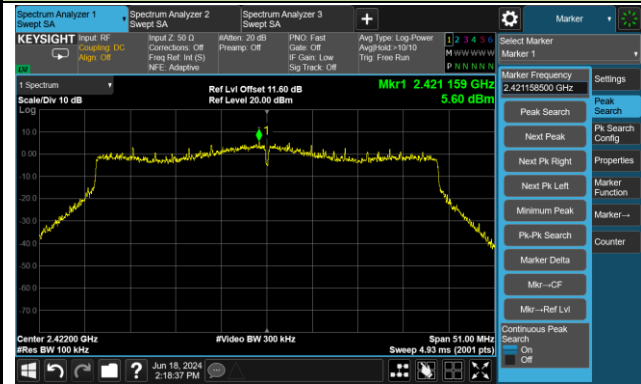 Spectrum Analyzer 1
Swept SA
Spectrum Analyzer 2
Swept SA
Spectrum Analyzer 3
Swept SA
Marker
KEYSIGHT
Input: RF
Coupling: DC
Align: Off
Input Z: 50 Ω
Corrections: Off
Freq Ref: Int (S)
NFE: Adaptive
#Atten: 20 dB
Preamp: Off
PNO: Fast
Gate: Off
IF Gain: Low
Sig Track: Off
Avg Type: Log-Power
Avg|Hold:>10/10
Trig: Free Run
1 2 3 4 5 6
M W W W W W
P N N N N N
Select Marker
Marker 1
1 Spectrum
Scale/Div 10 dB
Log
Ref Lvl Offset 11.60 dB
Ref Level 20.00 dBm
Mkr1 2.421 159 GHz
5.60 dBm
1
10.0
0.00
-10.0
-20.0
-30.0
-40.0
-50.0
-60.0
-70.0
Center 2.42200 GHz
#Res BW 100 kHz
#Video BW 300 kHz
Span 51.00 MHz
Sweep 4.93 ms (2001 pts)
Marker Frequency
2.421158500 GHz
Peak Search
Next Peak
Next Pk Right
Next Pk Left
Minimum Peak
Pk-Pk Search
Marker Delta
Mkr→CF
Mkr→Ref Lvl
Continuous Peak
Search
On
Off
Settings
Peak
Search
Pk Search
Config
Properties
Marker
Function
Marker→
Counter
Jun 18, 2024
2:18:37 PM